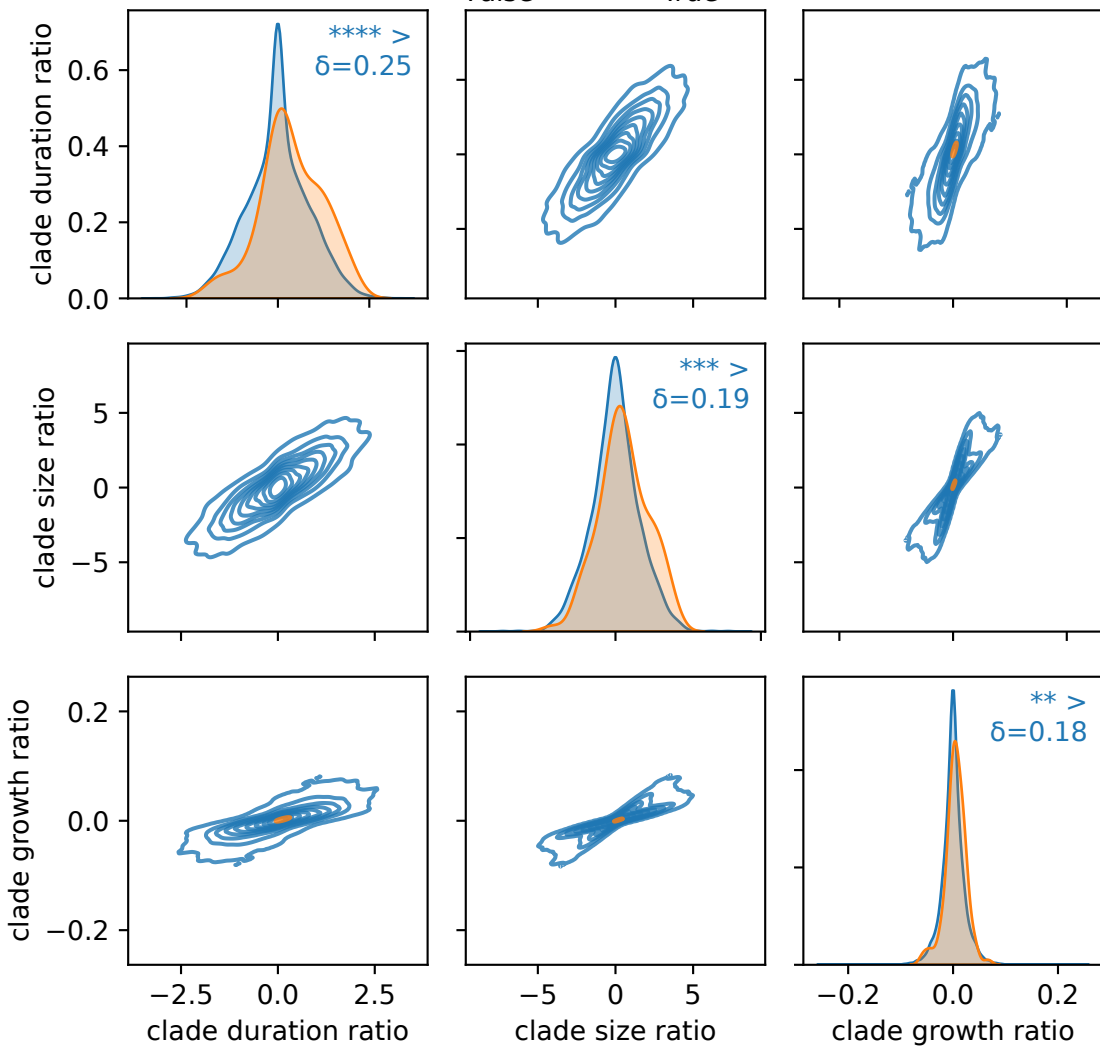 False True
clade duration ratio
0.6
0.4
0.2
0.0
**** >
δ=0.25
clade size ratio
5
0
−5
*** >
δ=0.19
clade growth ratio
0.2
0.0
−0.2
** >
δ=0.18
−2.5 0.0 2.5
−5 0 5
−0.2 0.0 0.2
clade duration ratio
clade size ratio
clade growth ratio